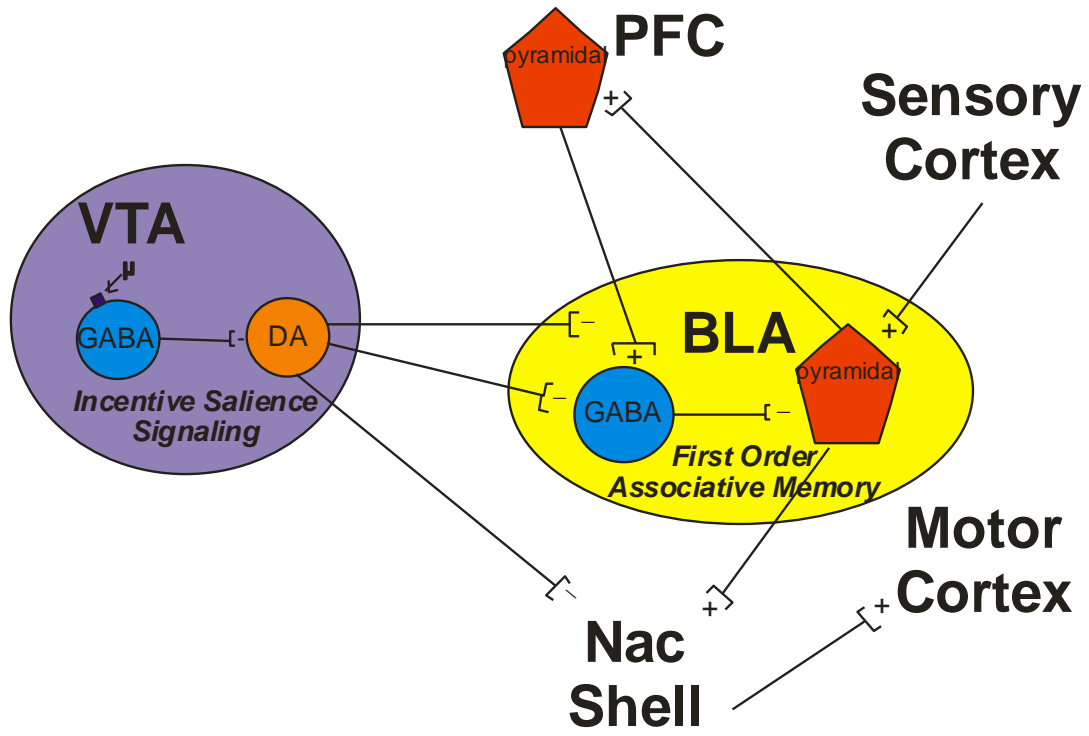 PFC
pyramidal
+
Sensory
Cortex
VTA
μ
GABA
-
DA
−
+
BLA
+
pyramidal
−
GABA
−
Incentive Salience
Signaling
First Order
Associative Memory
Motor
Cortex
−
+
+
Nac
Shell